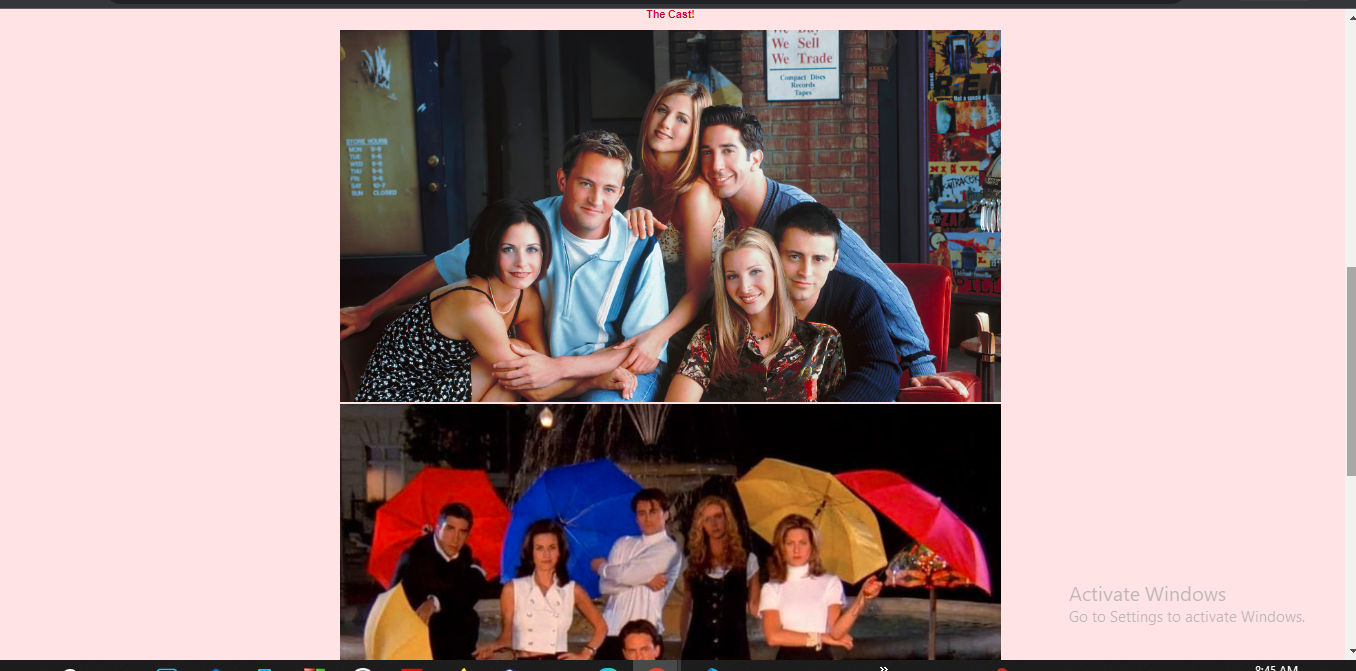 The Cast!
We Buy
We Sell
We Trade
Compact Discs
Records
Tapes
STORE HOURS
MON 9-6
TUE 9-6
WED 9-6
THU 9-6
FRI 9-6
SAT 10-7
SUN CLOSED
Activate Windows
Go to Settings to activate Windows.
8:45 AM